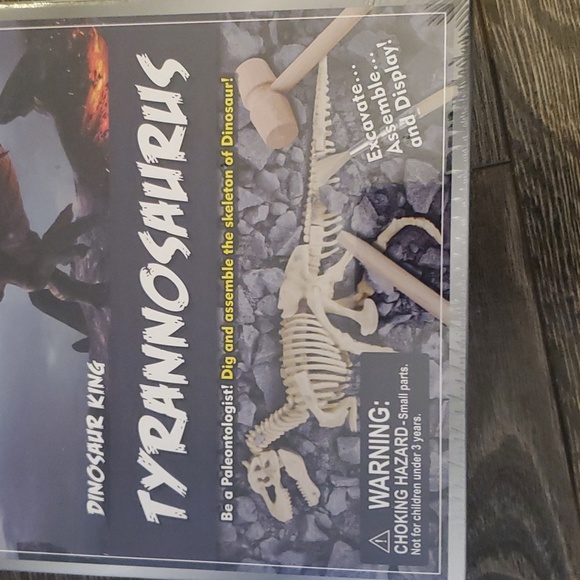 DINOSAUR KING
TYRANNOSAURUS
Be a Paleontologist! Dig and assemble the skeleton of Dinosaur!
Excavate...
Assemble...
and Display!
WARNING:
CHOKING HAZARD-Small parts.
Not for children under 3 years.